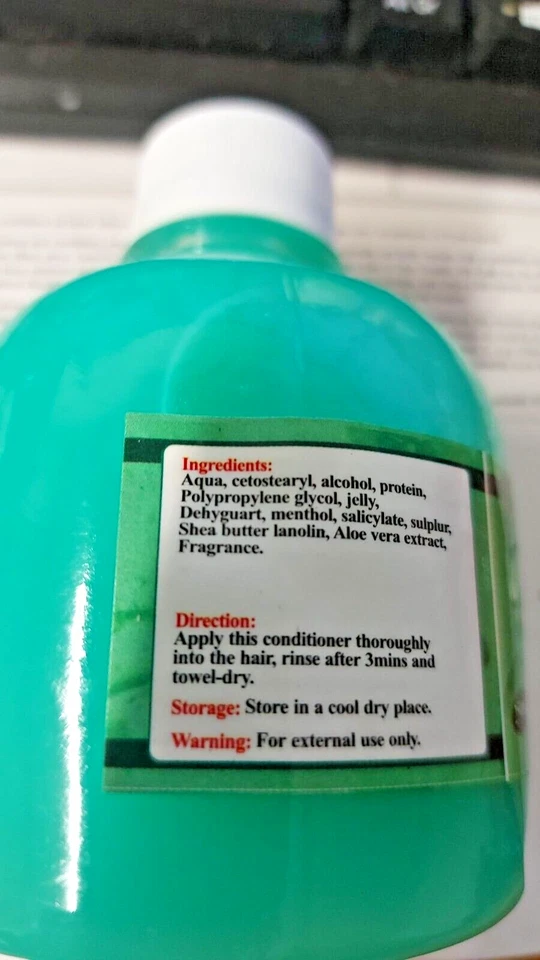 Ingredients:
Aqua, cetostearyl, alcohol, protein,
Polypropylene glycol, jelly,
Dehyguart, menthol, salicylate, sulplur,
Shea butter lanolin, Aloe vera extract,
Fragrance.
Direction:
Apply this conditioner thoroughly
into the hair, rinse after 3mins and
towel-dry.
Storage: Store in a cool dry place.
Warning: For external use only.